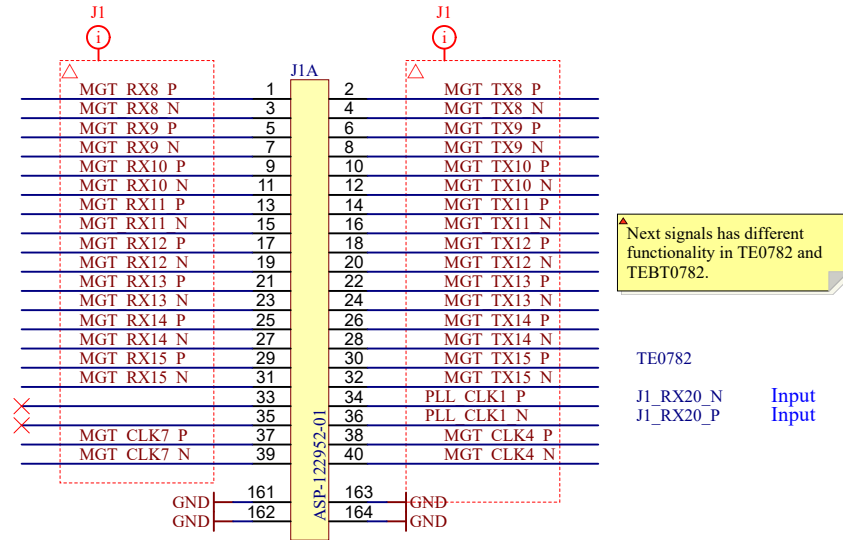 J1
J1
i
i
J1A
MGT_RX8_P 1 2 MGT_TX8_P
MGT_RX8_N 3 4 MGT_TX8_N
MGT_RX9_P 5 6 MGT_TX9_P
MGT_RX9_N 7 8 MGT_TX9_N
MGT_RX10_P 9 10 MGT_TX10_P
MGT_RX10_N 11 12 MGT_TX10_N
MGT_RX11_P 13 14 MGT_TX11_P
MGT_RX11_N 15 16 MGT_TX11_N
MGT_RX12_P 17 18 MGT_TX12_P
MGT_RX12_N 19 20 MGT_TX12_N
MGT_RX13_P 21 22 MGT_TX13_P
MGT_RX13_N 23 24 MGT_TX13_N
MGT_RX14_P 25 26 MGT_TX14_P
MGT_RX14_N 27 28 MGT_TX14_N
MGT_RX15_P 29 30 MGT_TX15_P
MGT_RX15_N 31 32 MGT_TX15_N
33 34 PLL_CLK1_P
35 36 PLL_CLK1_N
MGT_CLK7_P 37 38 MGT_CLK4_P
MGT_CLK7_N 39 40 MGT_CLK4_N
GND 161 163 GND
GND 162 164 GND
ASP-122952-01
Next signals has different
functionality in TE0782 and
TEBT0782.
TE0782
J1_RX20_N Input
J1_RX20_P Input